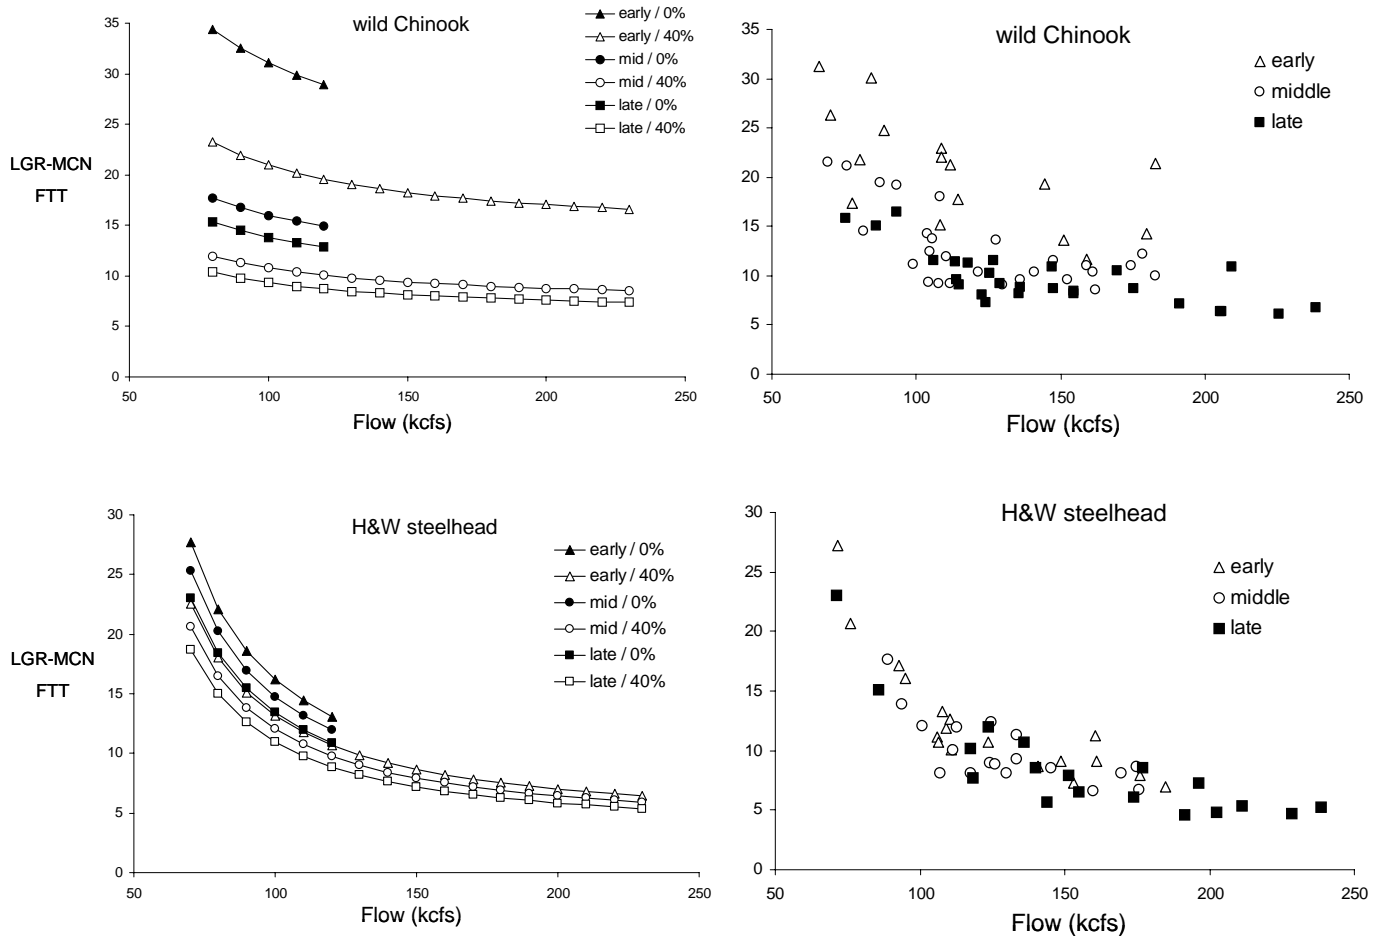 wild Chinook
early / 0%
early / 40%
mid / 0%
mid / 40%
late / 0%
late / 40%
35
30
25
20
15
10
5
0
LGR-MCN
FTT
50
100
150
200
250
Flow (kcfs)
wild Chinook
early
middle
late
35
30
25
20
15
10
5
0
50
100
150
200
250
Flow (kcfs)
H&W steelhead
early / 0%
early / 40%
mid / 0%
mid / 40%
late / 0%
late / 40%
30
25
20
15
10
5
0
LGR-MCN
FTT
50
100
150
200
250
Flow (kcfs)
H&W steelhead
early
middle
late
30
25
20
15
10
5
0
50
100
150
200
250
Flow (kcfs)